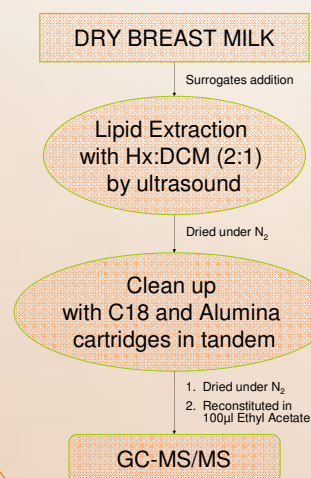 DRY BREAST MILK
Surrogates addition
Lipid Extraction
with Hx:DCM (2:1)
by ultrasound
Dried under N₂
Clean up
with C18 and Alumina
cartridges in tandem
1. Dried under N₂
2. Reconstituted in
100µl Ethyl Acetate
GC-MS/MS